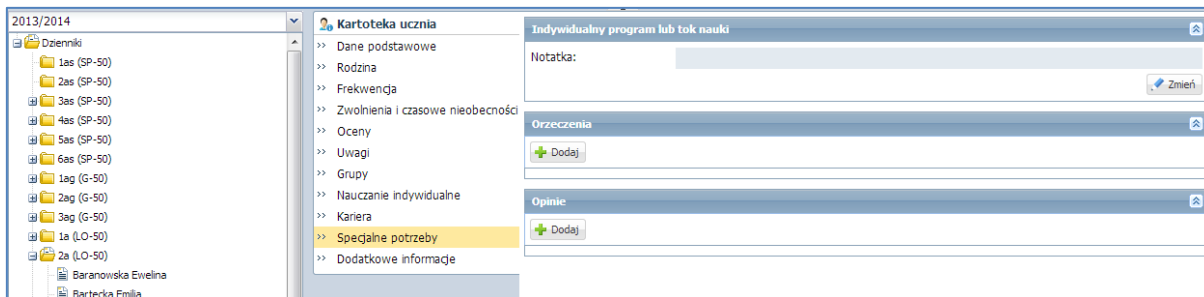 2013/2014
Dzienniki
1as (SP-50)
2as (SP-50)
3as (SP-50)
4as (SP-50)
5as (SP-50)
6as (SP-50)
1ag (G-50)
2ag (G-50)
3ag (G-50)
1a (LO-50)
2a (LO-50)
Baranowska Ewelina
Bartecka Emilia
Kartoteka ucznia
>> Dane podstawowe
>> Rodzina
>> Frekwencja
>> Zwolnienia i czasowe nieobecności
>> Oceny
>> Uwagi
>> Grupy
>> Nauczanie indywidualne
>> Kariera
>> Specjalne potrzeby
>> Dodatkowe informacje
Indywidualny program lub tok nauki
Notatka:
Zmień
Orzeczenia
Dodaj
Opinie
Dodaj